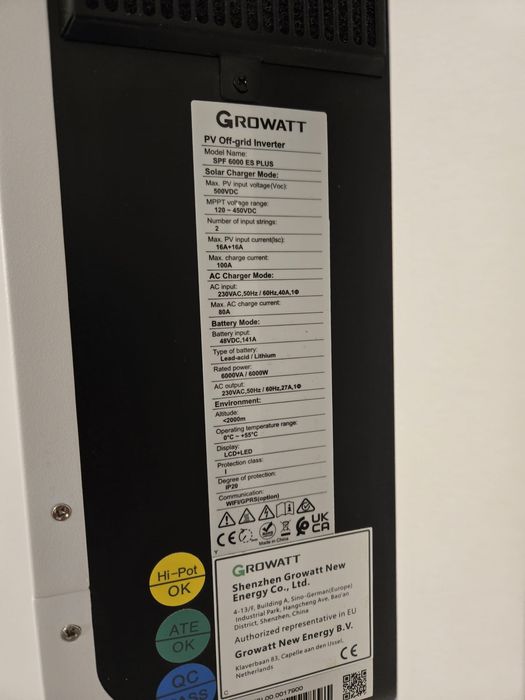 GROWATT
PV Off-grid Inverter
Model Name:
SPF 6000 ES PLUS
Solar Charger Mode:
Max. PV input voltage(Voc):
500VDC
MPPT voltage range:
120 ~ 450VDC
Number of input strings:
2
Max. PV input current(Isc):
16A+16A
Max. charge current:
100A
AC Charger Mode:
AC input:
230VAC,50Hz / 60Hz,40A,1Φ
Max. AC charge current:
80A
Battery Mode:
Battery input:
48VDC,141A
Type of battery:
Lead-acid / Lithium
Rated power:
6000VA / 6000W
AC output:
230VAC,50Hz / 60Hz,27A,1Φ
Environment:
Altitude:
<2000m
Operating temperature range:
0°C ~ +55°C
Display:
LCD+LED
Protection class:
I
Degree of protection:
IP20
Communication:
WIFI/GPRS(option)
CE
UK
CA
Made in China
Hi-Pot
OK
ATE
OK
QC
PASS
GROWATT
Shenzhen Growatt New
Energy Co., Ltd.
4-13/F, Building A, Sino-German(Europe)
Industrial Park, Hangcheng Ave, Bao'an
District, Shenzhen, China
Authorized representative in EU
Growatt New Energy B.V.
Klaverbaan 83, Capelle aan den IJssel,
CE
00.0017900